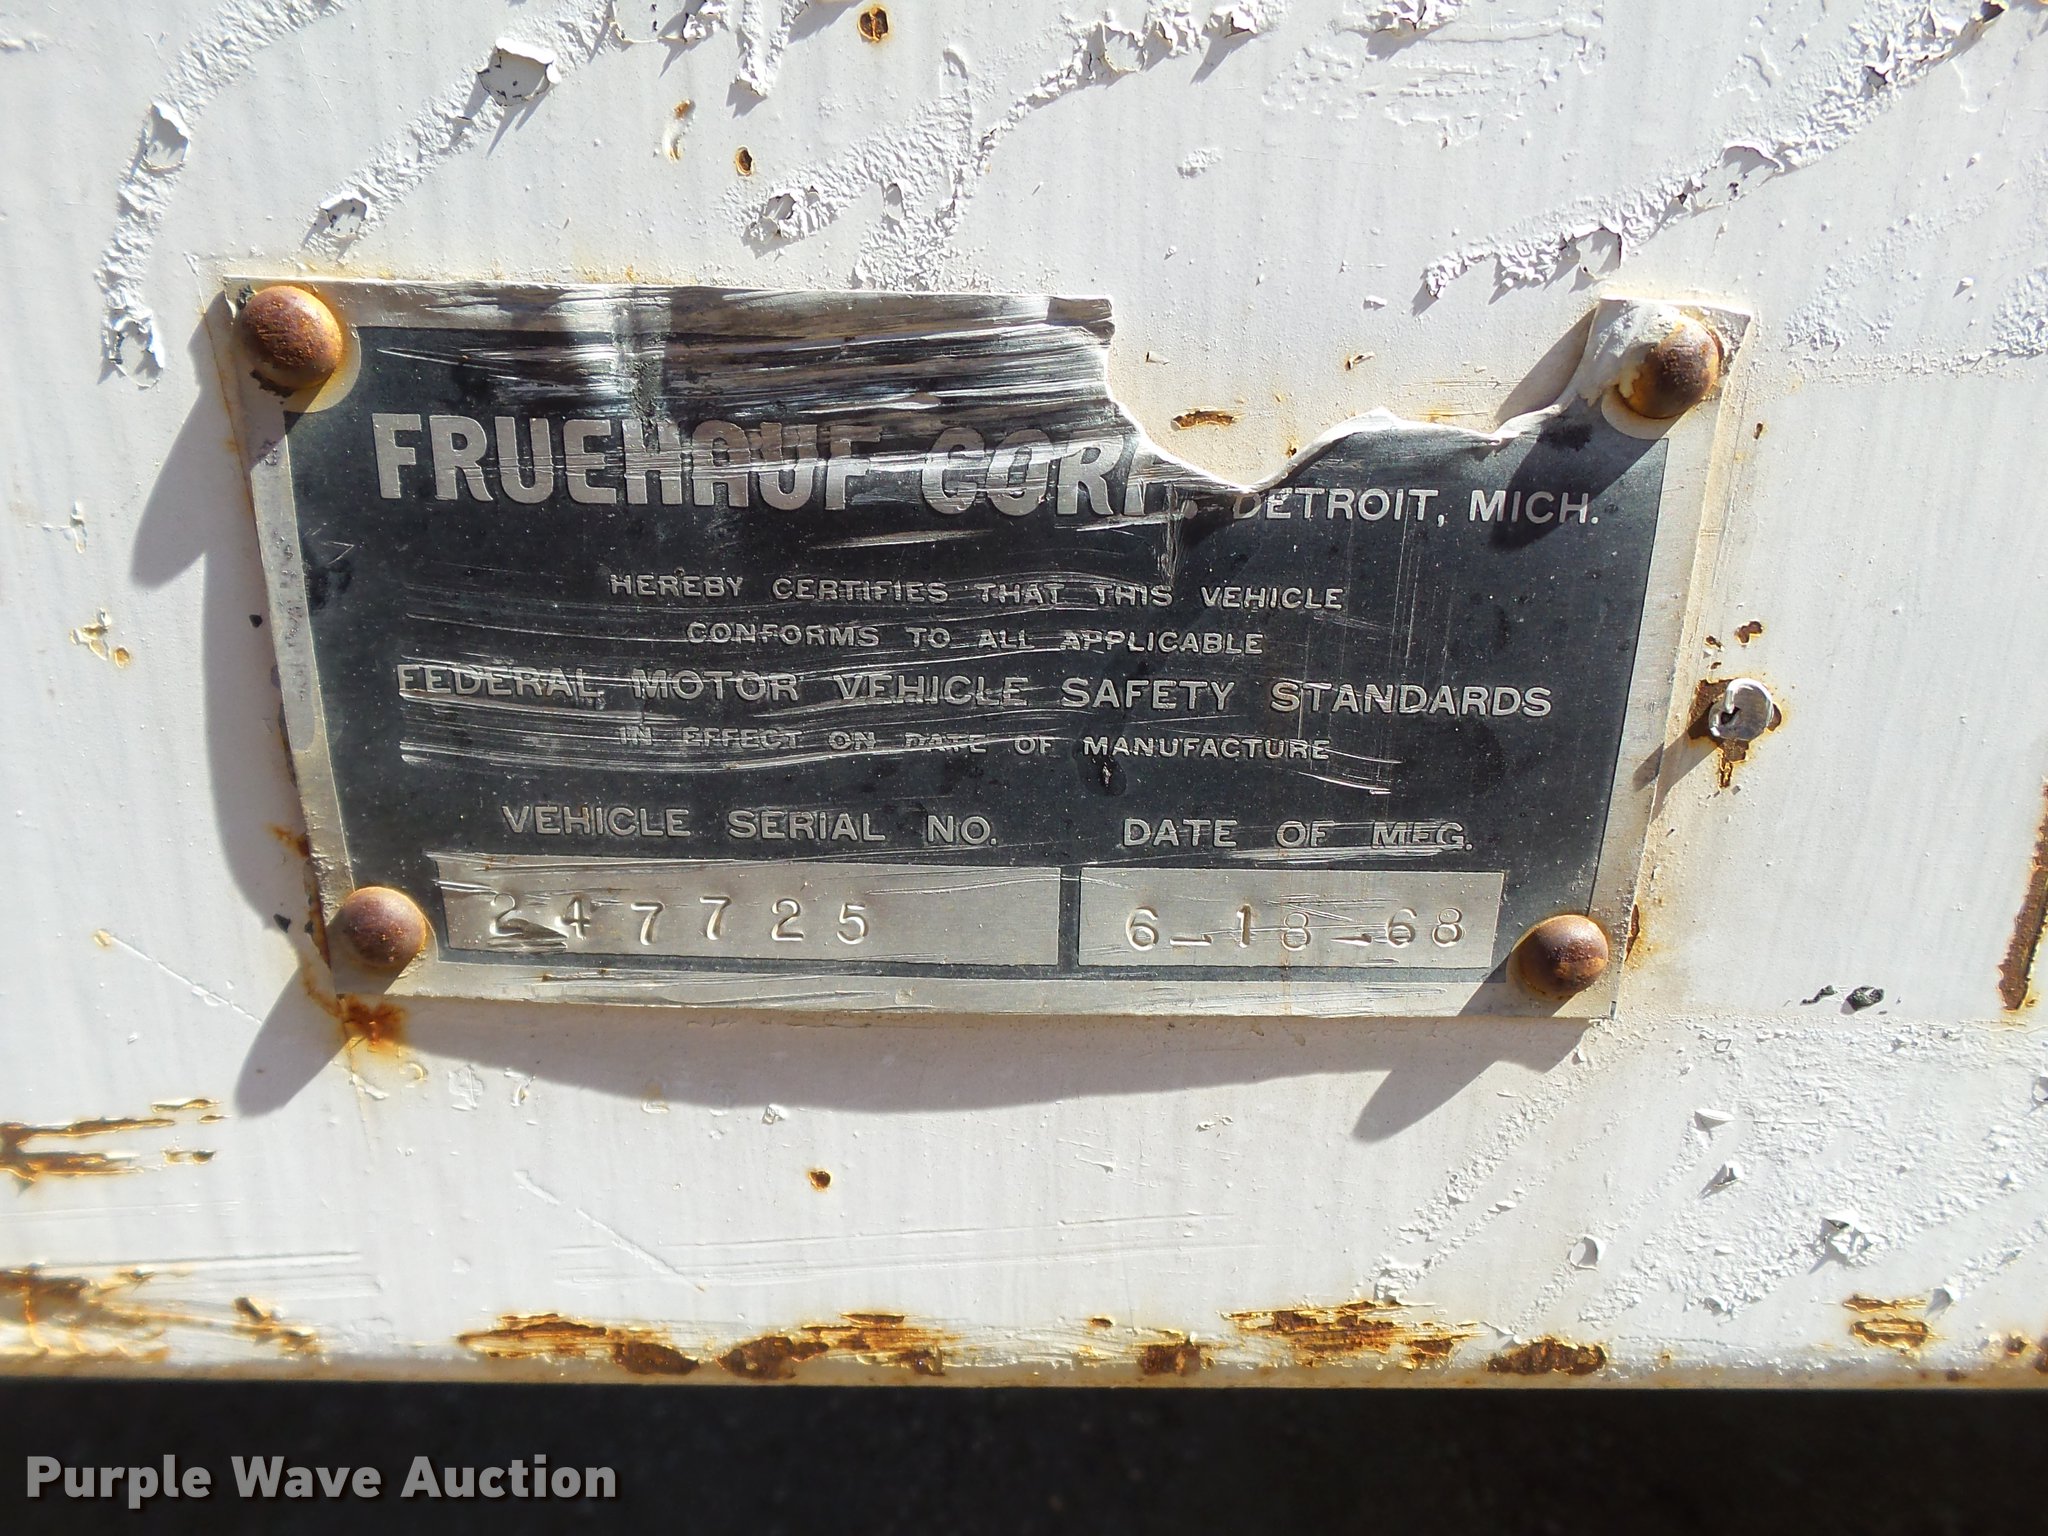 FRUEHAUF CORP. DETROIT, MICH.
HEREBY CERTIFIES THAT THIS VEHICLE
CONFORMS TO ALL APPLICABLE
FEDERAL MOTOR VEHICLE SAFETY STANDARDS
IN EFFECT ON DATE OF MANUFACTURE
VEHICLE SERIAL NO. DATE OF MFG.
247725 6-18-68
Purple Wave Auction